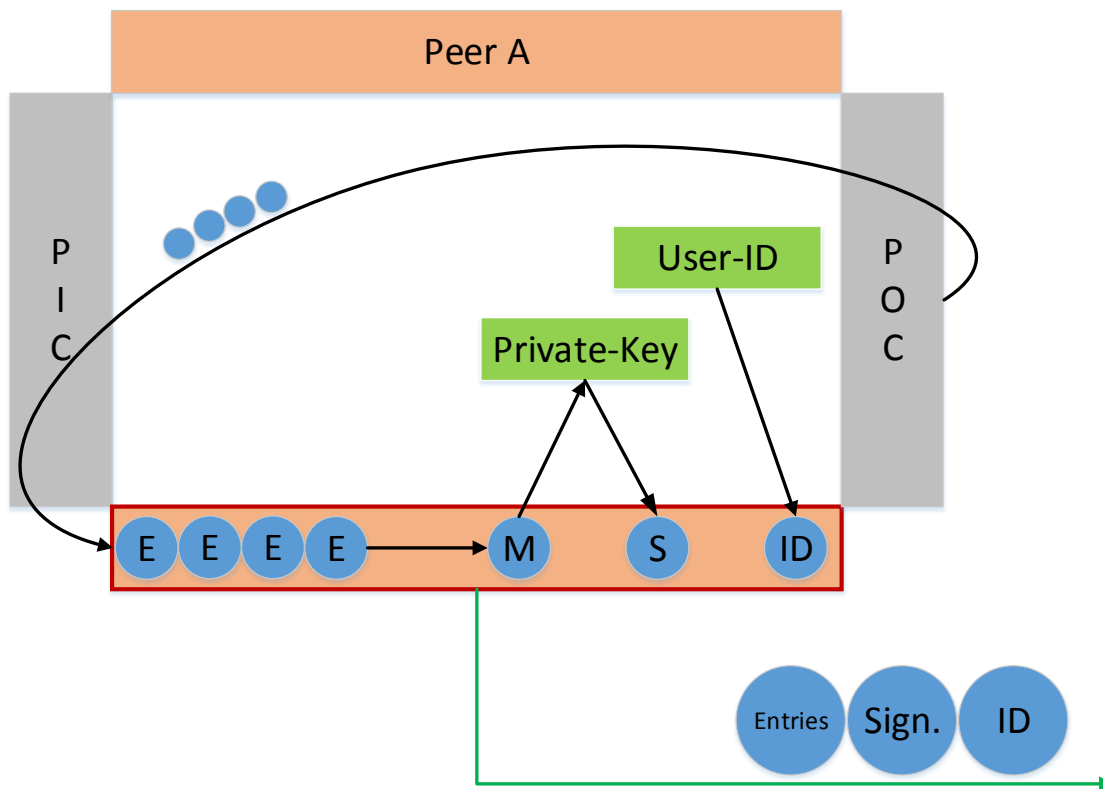 Peer A
P
I
C
P
O
C
User-ID
Private-Key
E E E E M S ID
Entries Sign. ID